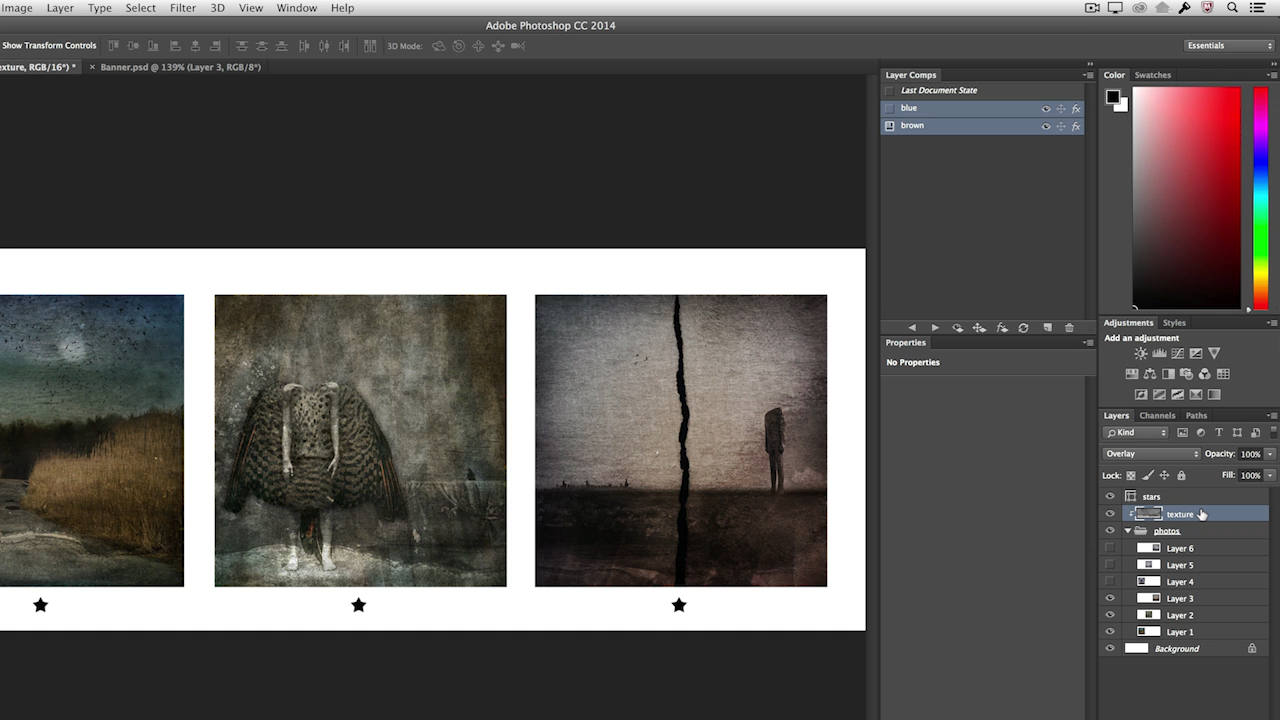 Image Layer Type Select Filter 3D View Window Help
Adobe Photoshop CC 2014
Show Transform Controls
3D Mode:
Essentials
exture, RGB/16*) *
× Banner.psd @ 139% (Layer 3, RGB/8*)
Layer Comps
Last Document State
blue
fx
brown
fx
Properties
No Properties
Color Swatches
Adjustments Styles
Add an adjustment
Layers Channels Paths
Kind
T
Overlay
Opacity: 100%
Lock:
Fill: 100%
stars
texture
photos
Layer 6
Layer 5
Layer 4
Layer 3
Layer 2
Layer 1
Background